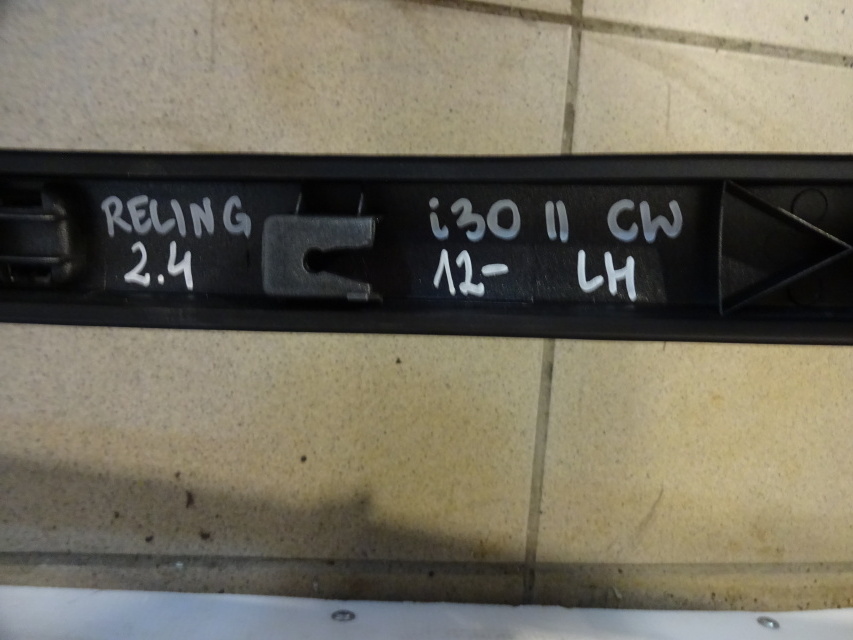 RELING i30 II CW
2.4 12- LH